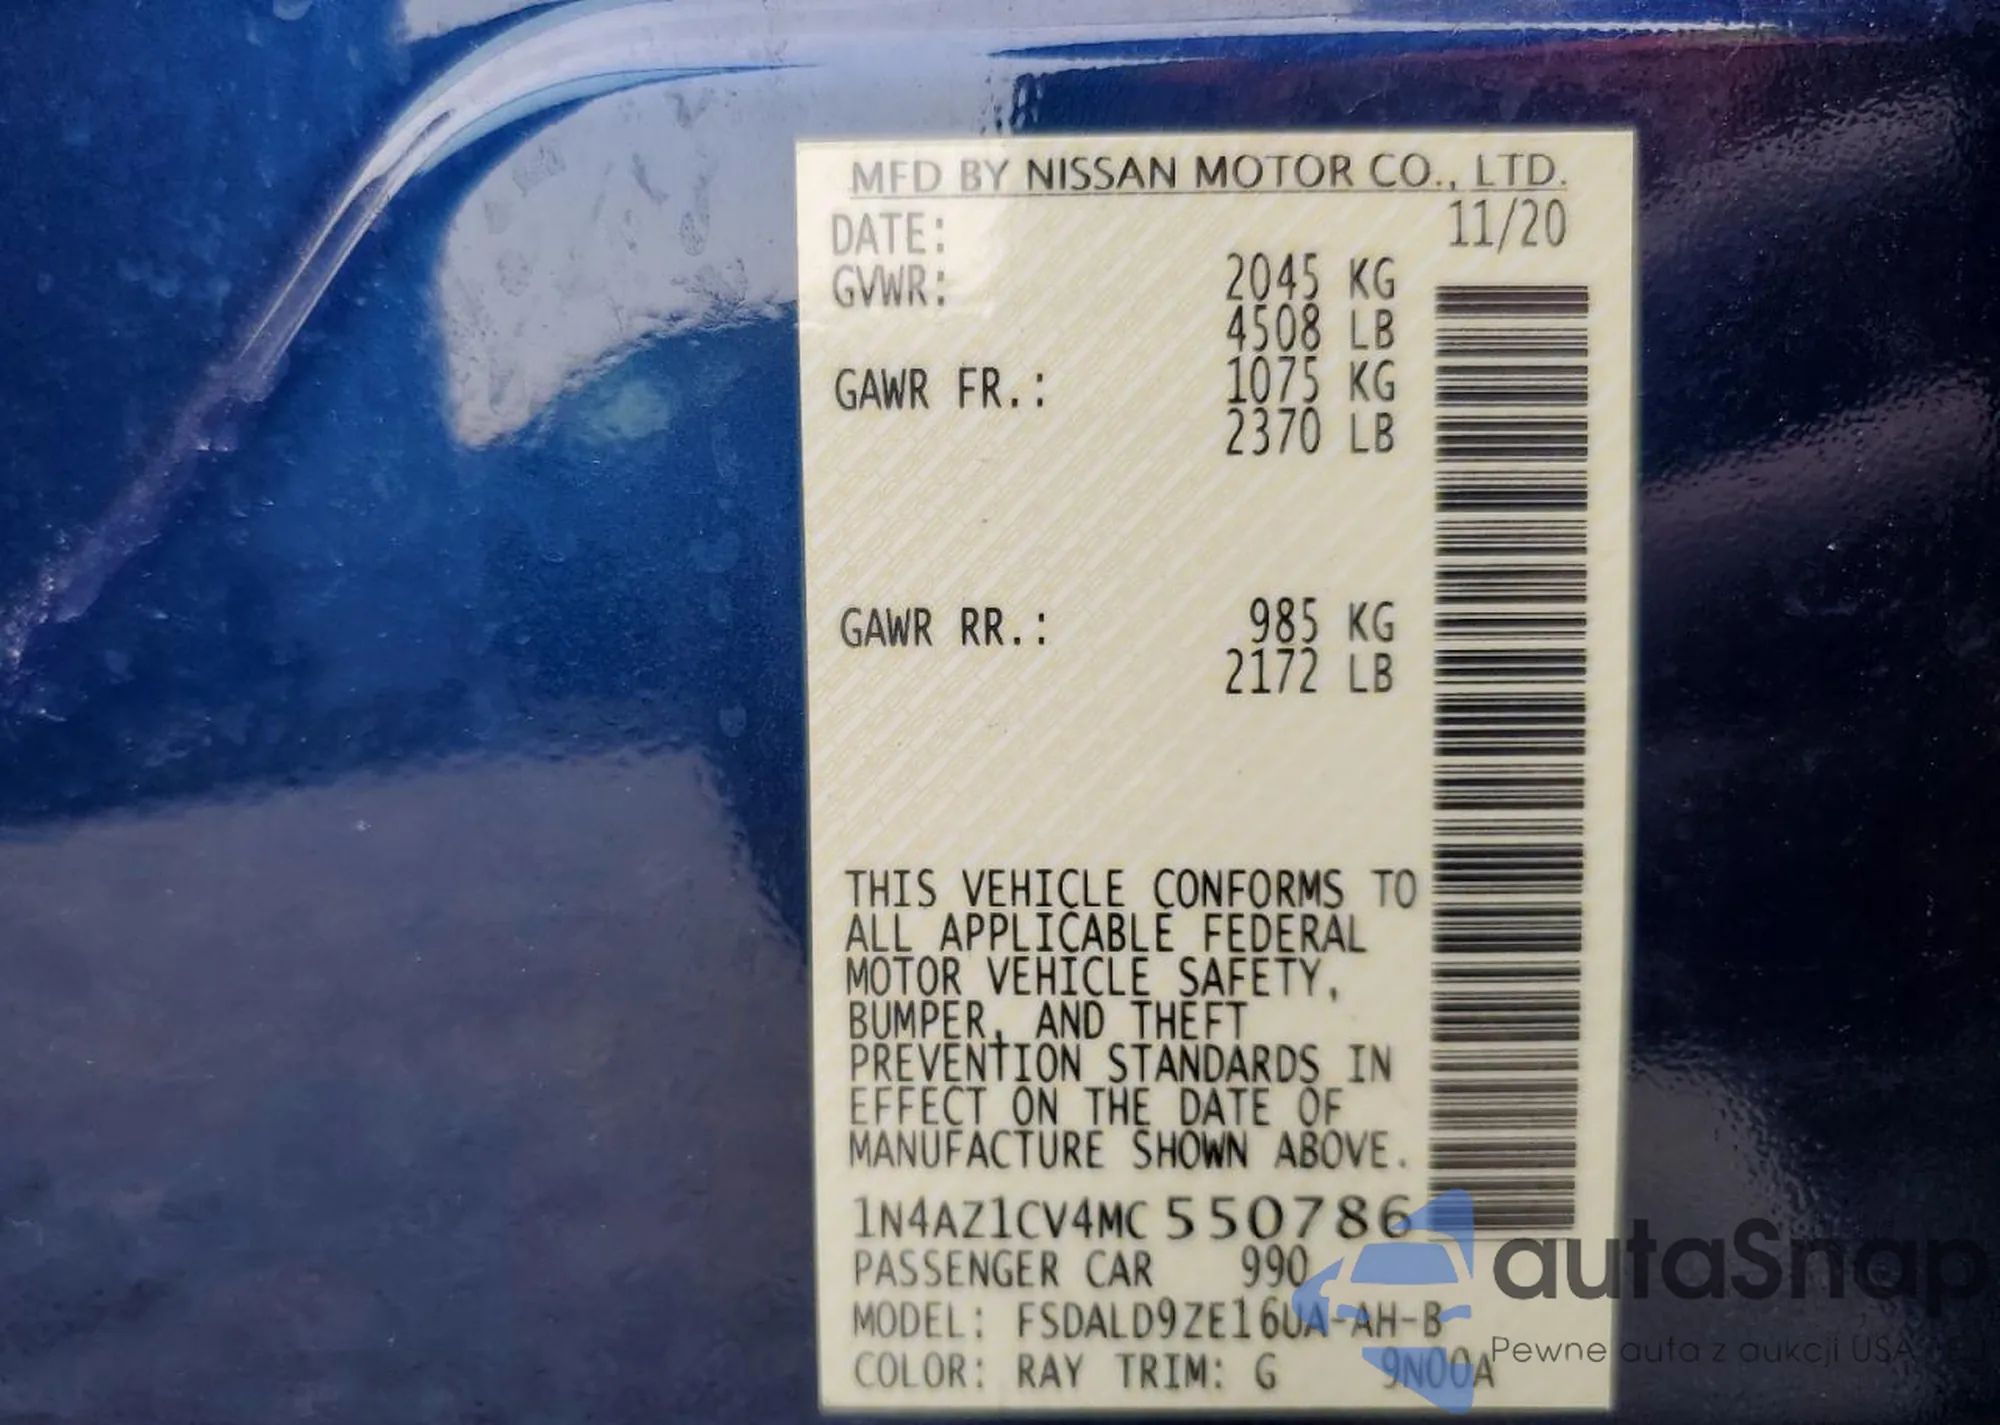 MFD BY NISSAN MOTOR CO., LTD.
DATE: 11/20
GVWR: 2045 KG
4508 LB
GAWR FR.: 1075 KG
2370 LB
GAWR RR.: 985 KG
2172 LB
THIS VEHICLE CONFORMS TO
ALL APPLICABLE FEDERAL
MOTOR VEHICLE SAFETY,
BUMPER, AND THEFT
PREVENTION STANDARDS IN
EFFECT ON THE DATE OF
MANUFACTURE SHOWN ABOVE.
1N4AZ1CV4MC550786
PASSENGER CAR 990
MODEL: FSDALD9ZE16UA-AH-B
COLOR: RAY TRIM: G 9N00A
autaSnap
Pewne auta z aukcji USA